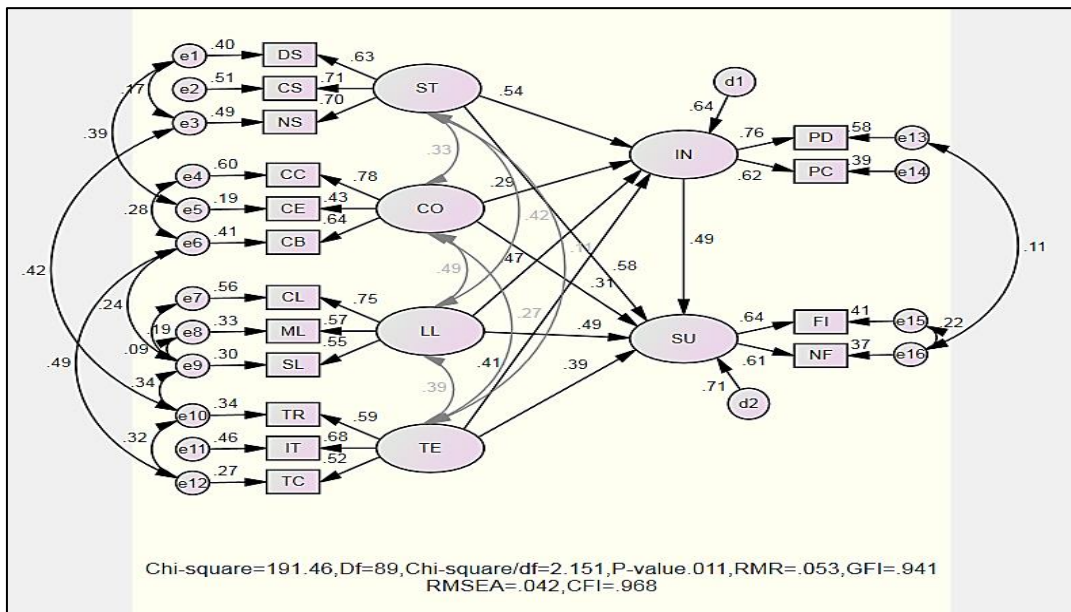 e1 .40 DS .63 ST
e2 .51 CS .71
e3 .49 NS .70
.17
.39
.54
d1
.64
IN .76 PD .58 e13
.62 PC .39 e14
.33
e4 .60 CC .78 CO .29
e5 .19 CE .43
e6 .41 CB .64
.28
.42
.42
.11
.49
.11
.24
.49
.47
.58
.31
e7 .56 CL .75 LL .49
e8 .33 ML .57
e9 .30 SL .55
.19
.09
.49
.34
.27
.41
.39
.39
SU .64 FI .41 e15
.61 NF .37 e16
.22
.71
d2
e10 .34 TR .59 TE
e11 .46 IT .68
e12 .27 TC .52
.32
Chi-square=191.46,Df=89,Chi-square/df=2.151,P-value.011,RMR=.053,GFI=.941
RMSEA=.042,CFI=.968